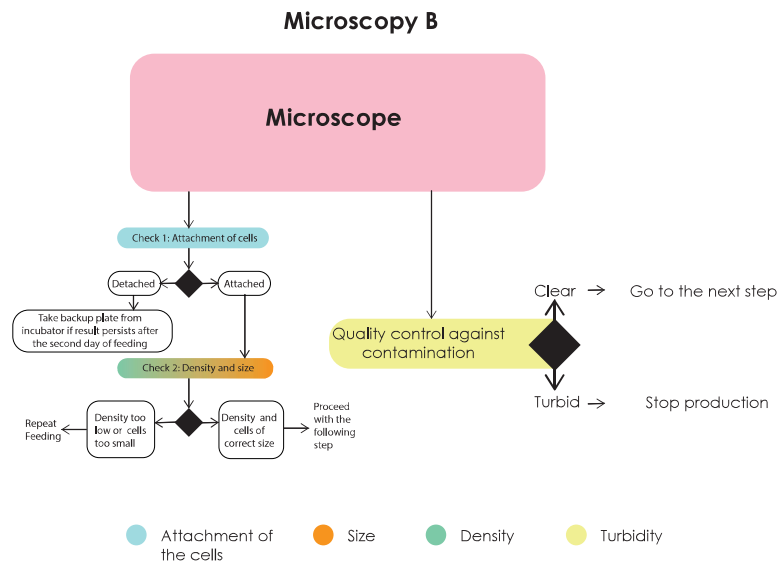 Microscopy B
Microscope
Check 1: Attachment of cells
Detached
Attached
Take backup plate from
incubator if result persists after
the second day of feeding
Check 2: Density and size
Repeat
Feeding
Density too
low or cells
too small
Density and
cells of
correct size
Proceed
with the
following
step
Quality control against
contamination
Clear
Go to the next step
Turbid
Stop production
Attachment of
the cells
Size
Density
Turbidity